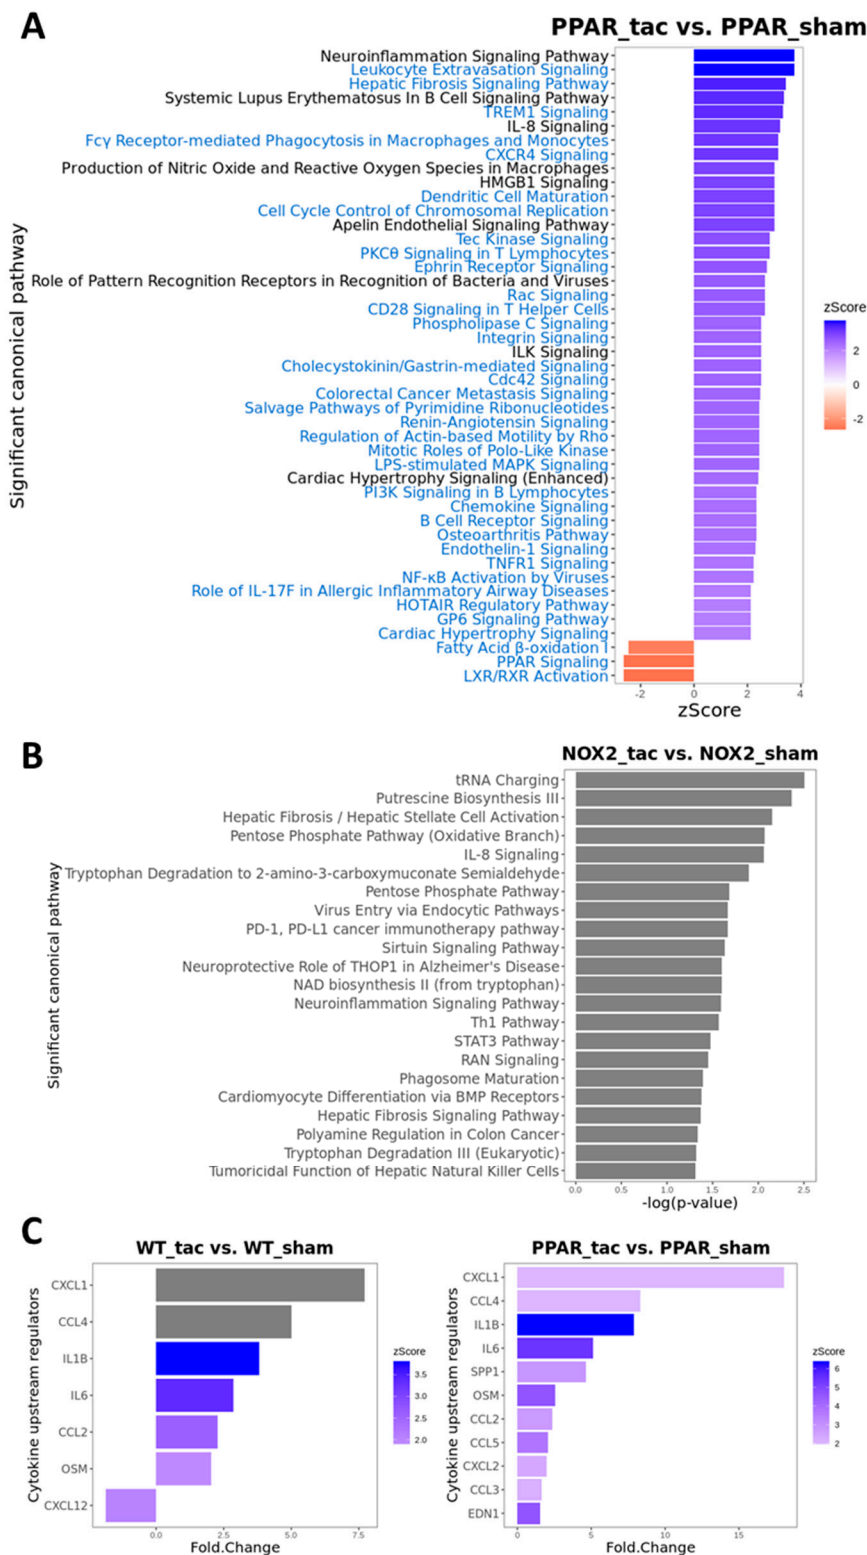 A
PPAR_tac vs. PPAR_sham
Significant canonical pathway
Neuroinflammation Signaling Pathway
Leukocyte Extravasation Signaling
Hepatic Fibrosis Signaling Pathway
Systemic Lupus Erythematosus In B Cell Signaling Pathway
TREM1 Signaling
IL-8 Signaling
Fcγ Receptor-mediated Phagocytosis in Macrophages and Monocytes
CXCR4 Signaling
Production of Nitric Oxide and Reactive Oxygen Species in Macrophages
HMGB1 Signaling
Dendritic Cell Maturation
Cell Cycle Control of Chromosomal Replication
Apelin Endothelial Signaling Pathway
Tec Kinase Signaling
PKCθ Signaling in T Lymphocytes
Ephrin Receptor Signaling
Role of Pattern Recognition Receptors in Recognition of Bacteria and Viruses
Rac Signaling
CD28 Signaling in T Helper Cells
Phospholipase C Signaling
Integrin Signaling
ILK Signaling
Cholecystokinin/Gastrin-mediated Signaling
Cdc42 Signaling
Colorectal Cancer Metastasis Signaling
Salvage Pathways of Pyrimidine Ribonucleotides
Renin-Angiotensin Signaling
Regulation of Actin-based Motility by Rho
Mitotic Roles of Polo-Like Kinase
LPS-stimulated MAPK Signaling
Cardiac Hypertrophy Signaling (Enhanced)
PI3K Signaling in B Lymphocytes
Chemokine Signaling
B Cell Receptor Signaling
Osteoarthritis Pathway
Endothelin-1 Signaling
TNFR1 Signaling
NF-κB Activation by Viruses
Role of IL-17F in Allergic Inflammatory Airway Diseases
HOTAIR Regulatory Pathway
GP6 Signaling Pathway
Cardiac Hypertrophy Signaling
Fatty Acid β-oxidation I
PPAR Signaling
LXR/RXR Activation
-2 0 2 4
zScore
zScore
2
0
-2
B
NOX2_tac vs. NOX2_sham
Significant canonical pathway
tRNA Charging
Putrescine Biosynthesis III
Hepatic Fibrosis / Hepatic Stellate Cell Activation
Pentose Phosphate Pathway (Oxidative Branch)
IL-8 Signaling
Tryptophan Degradation to 2-amino-3-carboxymuconate Semialdehyde
Pentose Phosphate Pathway
Virus Entry via Endocytic Pathways
PD-1, PD-L1 cancer immunotherapy pathway
Sirtuin Signaling Pathway
Neuroprotective Role of THOP1 in Alzheimer's Disease
NAD biosynthesis II (from tryptophan)
Neuroinflammation Signaling Pathway
Th1 Pathway
STAT3 Pathway
RAN Signaling
Phagosome Maturation
Cardiomyocyte Differentiation via BMP Receptors
Hepatic Fibrosis Signaling Pathway
Polyamine Regulation in Colon Cancer
Tryptophan Degradation III (Eukaryotic)
Tumoricidal Function of Hepatic Natural Killer Cells
0.0 0.5 1.0 1.5 2.0 2.5
-log(p-value)
C
WT_tac vs. WT_sham
Cytokine upstream regulators
CXCL1
CCL4
IL1B
IL6
CCL2
OSM
CXCL12
0.0 2.5 5.0 7.5
Fold.Change
zScore
3.5
3.0
2.5
2.0
PPAR_tac vs. PPAR_sham
Cytokine upstream regulators
CXCL1
CCL4
IL1B
IL6
SPP1
OSM
CCL2
CCL5
CXCL2
CCL3
EDN1
0 5 10 15
Fold.Change
zScore
6
5
4
3
2